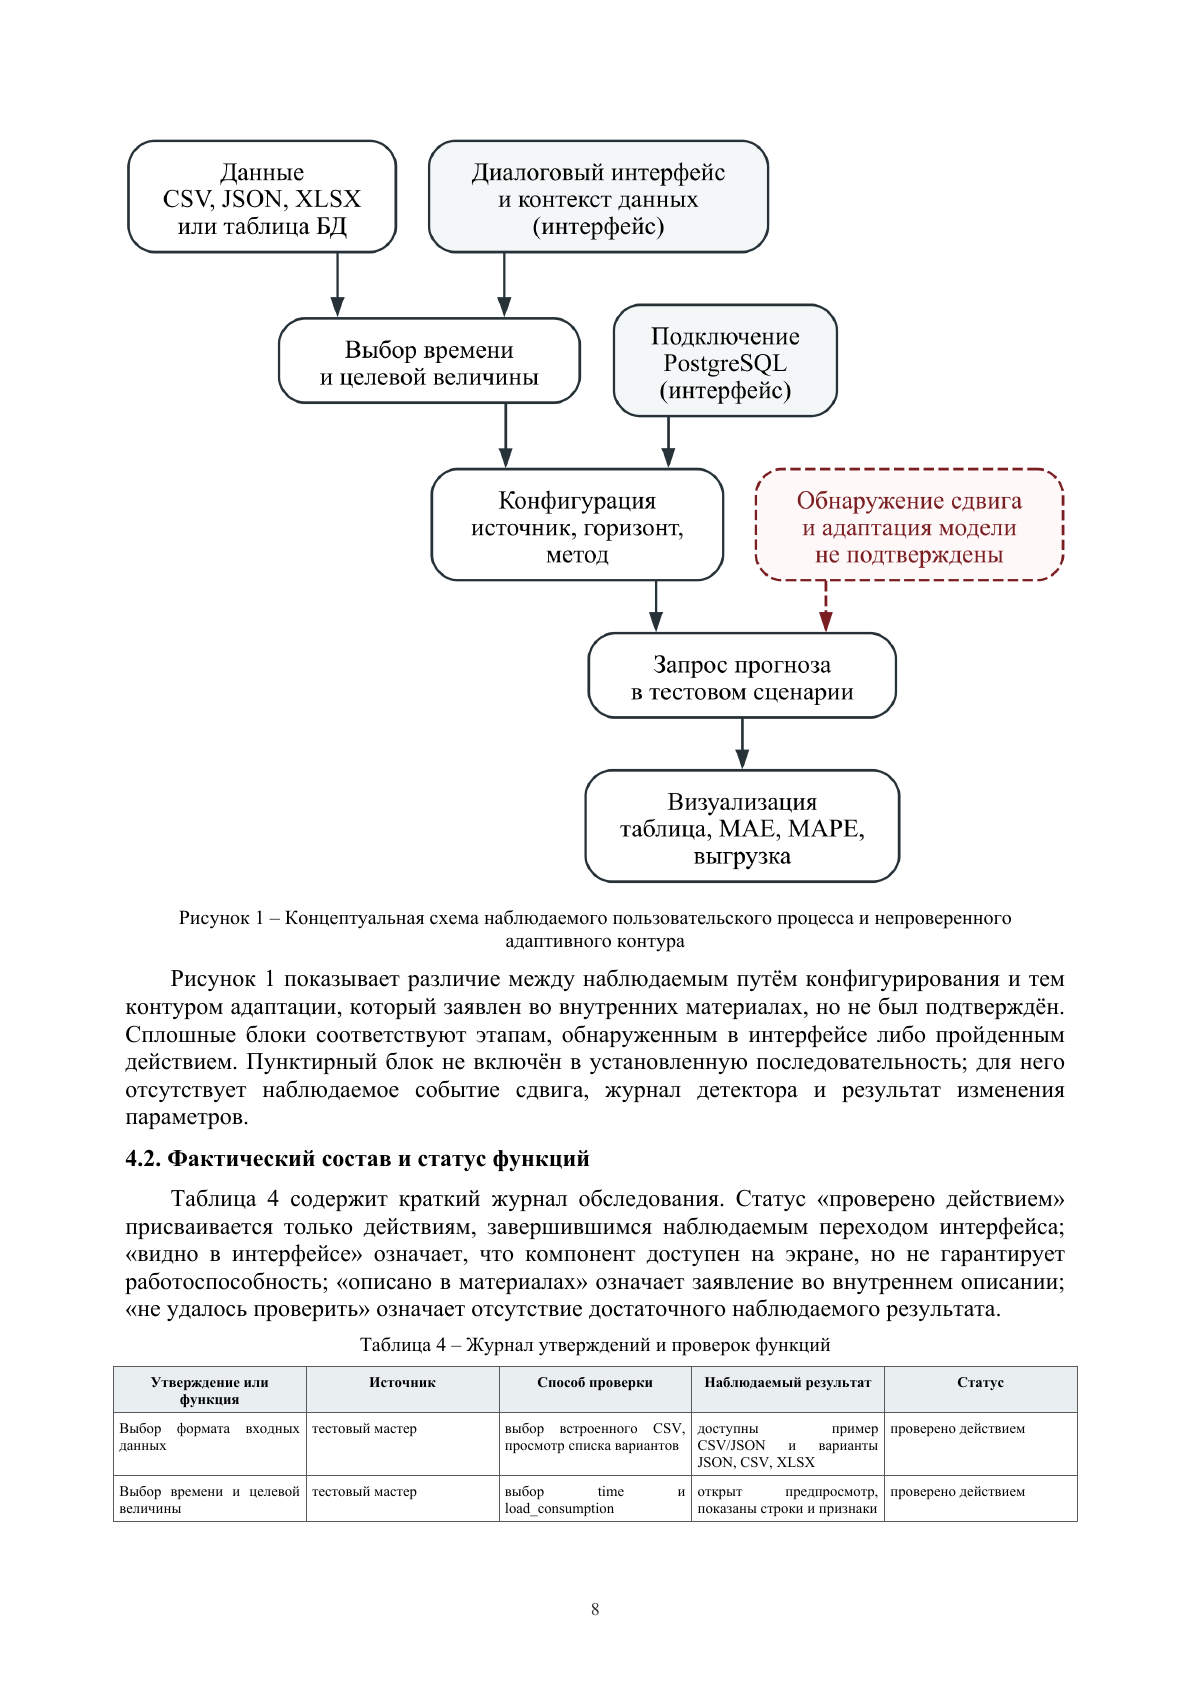 Данные
CSV, JSON, XLSX
или таблица БД
Диалоговый интерфейс
и контекст данных
(интерфейс)
Выбор времени
и целевой величины
Подключение
PostgreSQL
(интерфейс)
Конфигурация
источник, горизонт,
метод
Обнаружение сдвига
и адаптация модели
не подтверждены
Запрос прогноза
в тестовом сценарии
Визуализация
таблица, MAE, MAPE,
выгрузка
Рисунок 1 – Концептуальная схема наблюдаемого пользовательского процесса и непроверенного
адаптивного контура
Рисунок 1 показывает различие между наблюдаемым путём конфигурирования и тем
контуром адаптации, который заявлен во внутренних материалах, но не был подтверждён.
Сплошные блоки соответствуют этапам, обнаруженным в интерфейсе либо пройденным
действием. Пунктирный блок не включён в установленную последовательность; для него
отсутствует наблюдаемое событие сдвига, журнал детектора и результат изменения
параметров.
4.2. Фактический состав и статус функций
Таблица 4 содержит краткий журнал обследования. Статус «проверено действием»
присваивается только действиям, завершившимся наблюдаемым переходом интерфейса;
«видно в интерфейсе» означает, что компонент доступен на экране, но не гарантирует
работоспособность; «описано в материалах» означает заявление во внутреннем описании;
«не удалось проверить» означает отсутствие достаточного наблюдаемого результата.
Таблица 4 – Журнал утверждений и проверок функций
Утверждение или
функция
Источник
Способ проверки
Наблюдаемый результат
Статус
Выбор формата входных
данных
тестовый мастер
выбор встроенного CSV,
просмотр списка вариантов
доступны пример
CSV/JSON и варианты
JSON, CSV, XLSX
проверено действием
Выбор времени и целевой
величины
тестовый мастер
выбор time и
load_consumption
открыт предпросмотр,
показаны строки и признаки
проверено действием
8